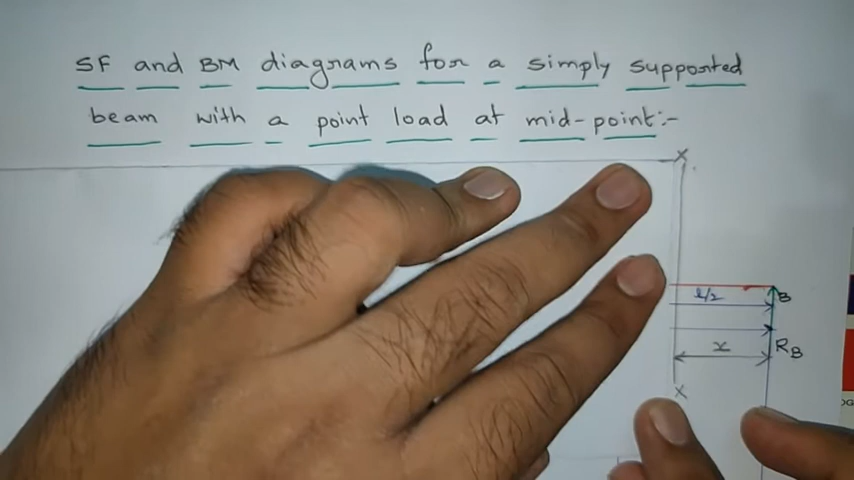 SF and BM diagrams for a simply supported
beam with a point load at mid-point:-
X
l/2
B
x
RB
X